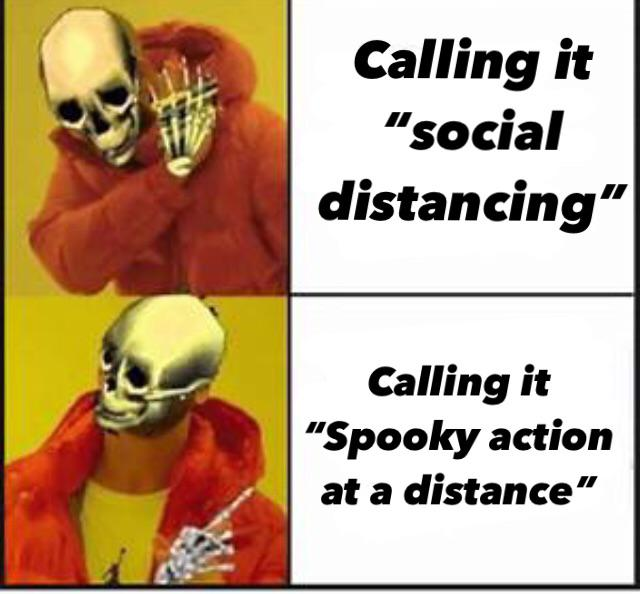 Calling it
“social
distancing”
Calling it
“Spooky action
at a distance”